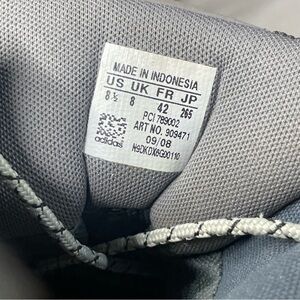 MADE IN INDONESIA
US UK FR JP
8½ 8 42 265
PCI 789002
ART NO. 909471
09/08
adidas